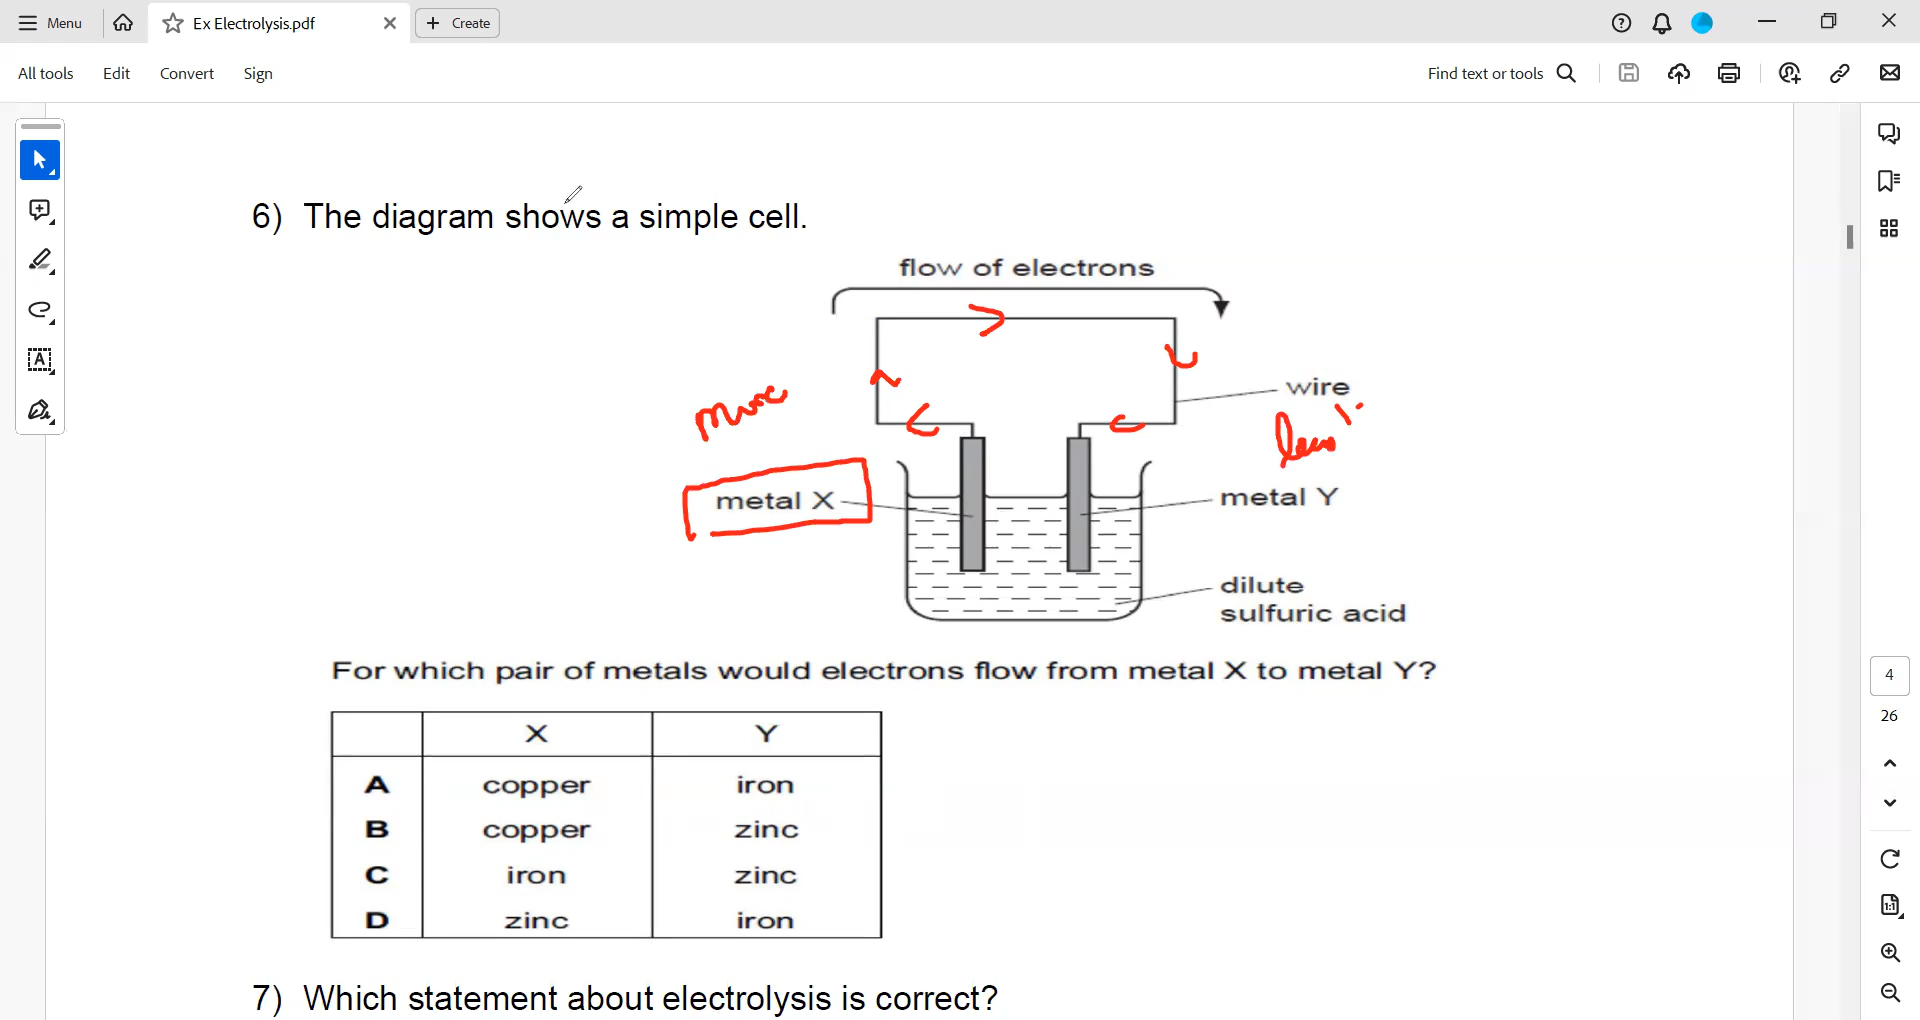 Menu
Ex Electrolysis.pdf
Create
All tools Edit Convert Sign
Find text or tools
6) The diagram shows a simple cell.
flow of electrons
wire
metal X
metal Y
dilute
sulfuric acid
For which pair of metals would electrons flow from metal X to metal Y?
X Y
A copper iron
B copper zinc
C iron zinc
D zinc iron
7) Which statement about electrolysis is correct?
4
26